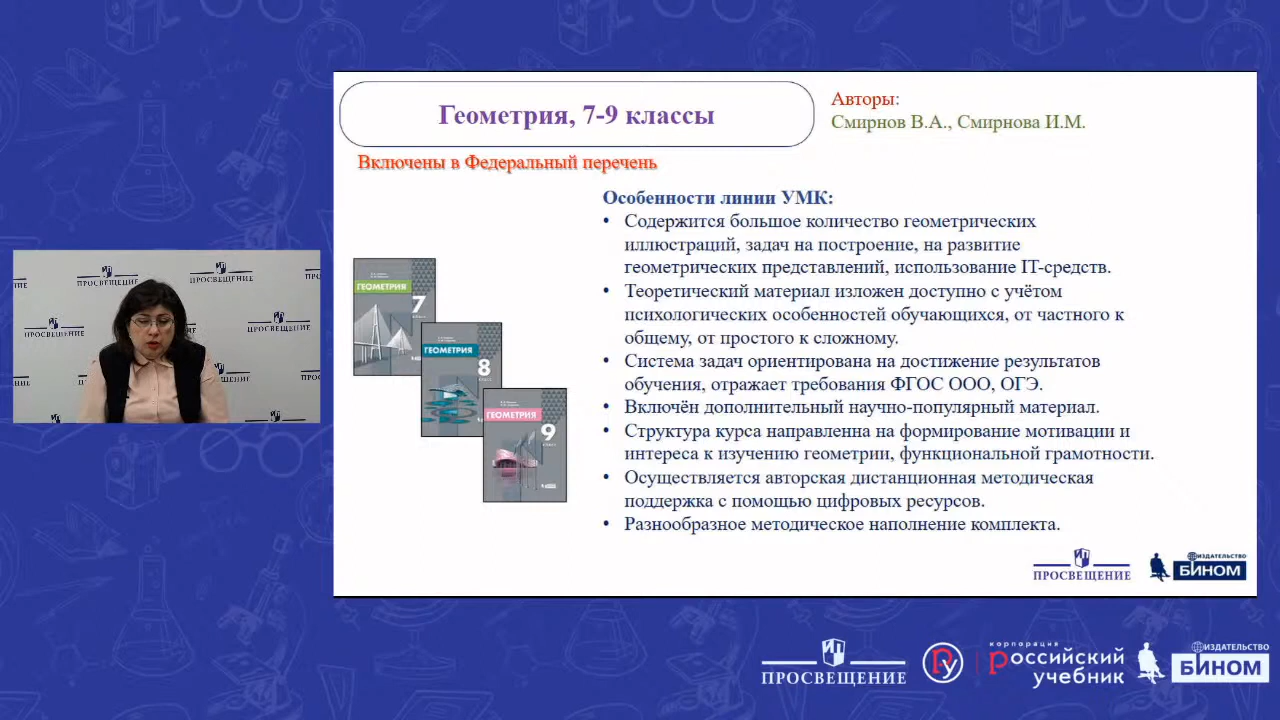 Геометрия, 7-9 классы
Авторы:
Смирнов В.А., Смирнова И.М.
Включены в Федеральный перечень
Особенности линии УМК:
• Содержится большое количество геометрических
иллюстраций, задач на построение, на развитие
геометрических представлений, использование IT-средств.
• Теоретический материал изложен доступно с учётом
психологических особенностей обучающихся, от частного к
общему, от простого к сложному.
• Система задач ориентирована на достижение результатов
обучения, отражает требования ФГОС ООО, ОГЭ.
• Включён дополнительный научно-популярный материал.
• Структура курса направленна на формирование мотивации и
интереса к изучению геометрии, функциональной грамотности.
• Осуществляется авторская дистанционная методическая
поддержка с помощью цифровых ресурсов.
• Разнообразное методическое наполнение комплекта.
ГЕОМЕТРИЯ
7
ГЕОМЕТРИЯ
8
ГЕОМЕТРИЯ
9
ПРОСВЕЩЕНИЕ
ПРОСВЕЩЕНИЕ
ПРОСВЕЩЕНИЕ
ПРОСВЕЩЕНИЕ
ПРОСВЕЩЕНИЕ
ИЗДАТЕЛЬСТВО
БИНОМ
ПРОСВЕЩЕНИЕ
РУ
корпорация
российский
учебник
ИЗДАТЕЛЬСТВО
БИНОМ